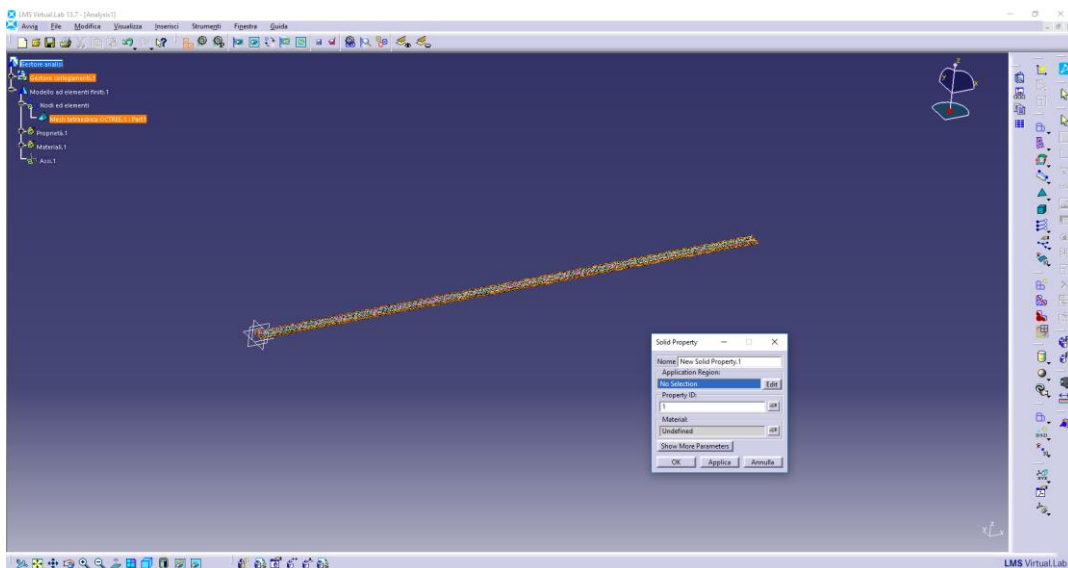 LMS Virtual.Lab 13.7 - [Analysis1]
Avvia File Modifica Visualizza Inserisci Strumenti Finestra Guida
Gestore analisi
Gestore collegamenti.1
Modello ad elementi finiti.1
Nodi ed elementi
Mesh tetraedrica OCTREE.1 : Part1
Proprietà.1
Materiali.1
Assi.1
z
y
x
Solid Property
Name New Solid Property.1
Application Region:
No Selection Edit
Property ID:
1
Material:
Undefined
Show More Parameters
OK Applica Annulla
z
x
LMS Virtual.Lab